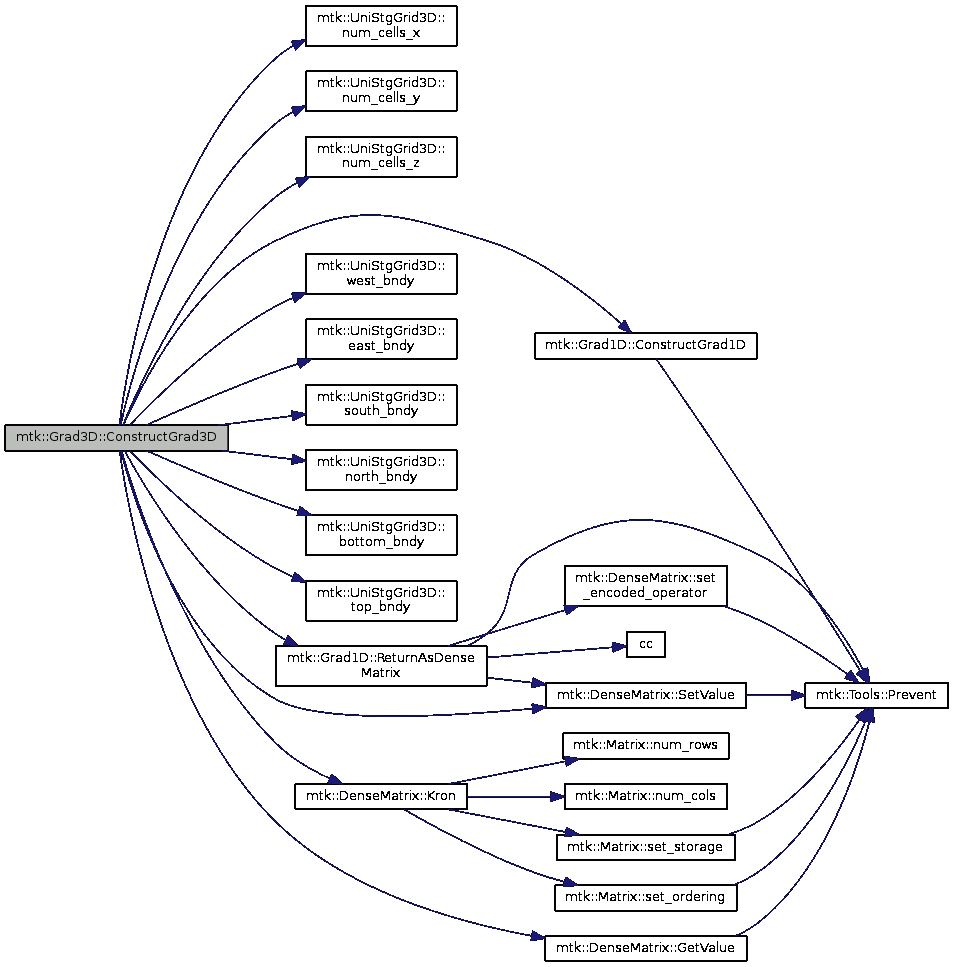 mtk::UniStgGrid3D::
num_cells_x
mtk::UniStgGrid3D::
num_cells_y
mtk::UniStgGrid3D::
num_cells_z
mtk::UniStgGrid3D::
west_bndy
mtk::UniStgGrid3D::
east_bndy
mtk::Grad1D::ConstructGrad1D
mtk::UniStgGrid3D::
south_bndy
mtk::Grad3D::ConstructGrad3D
mtk::UniStgGrid3D::
north_bndy
mtk::UniStgGrid3D::
bottom_bndy
mtk::UniStgGrid3D::
top_bndy
mtk::DenseMatrix::set
_encoded_operator
mtk::Grad1D::ReturnAsDense
Matrix
cc
mtk::DenseMatrix::SetValue
mtk::Tools::Prevent
mtk::Matrix::num_rows
mtk::DenseMatrix::Kron
mtk::Matrix::num_cols
mtk::Matrix::set_storage
mtk::Matrix::set_ordering
mtk::DenseMatrix::GetValue